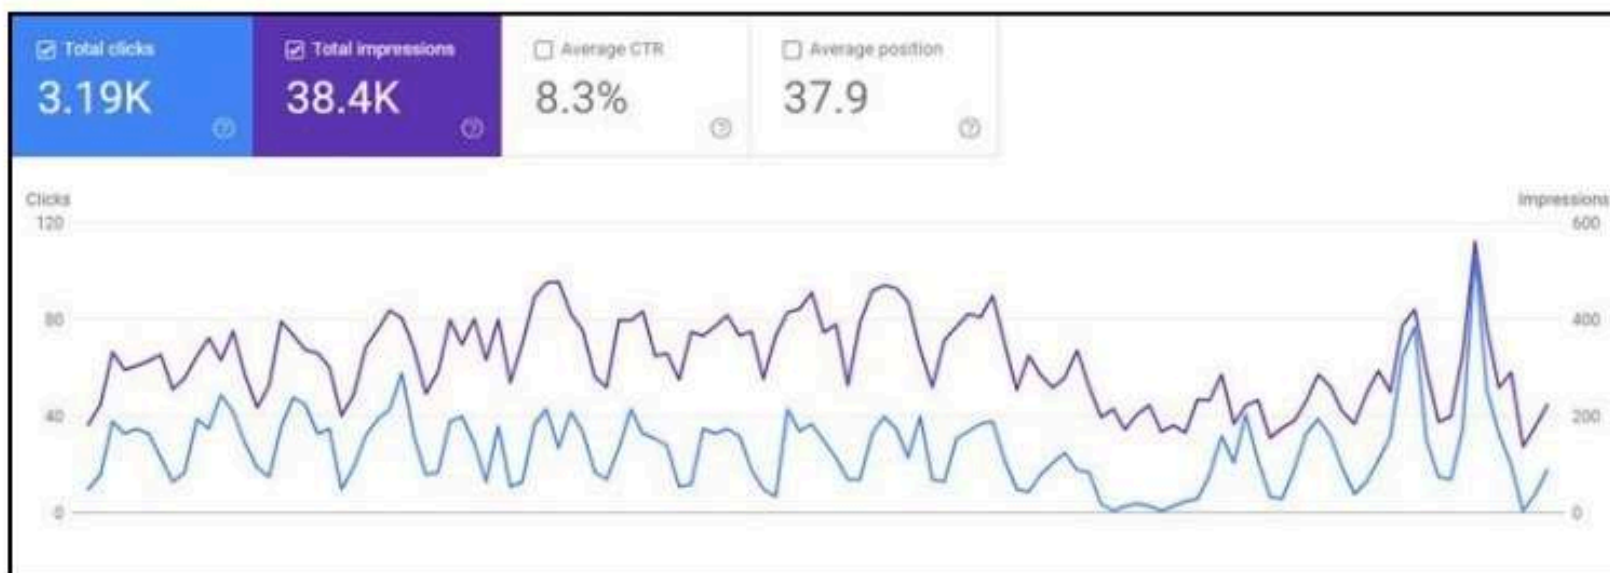 Total clicks
3.19K
Total impressions
38.4K
Average CTR
8.3%
Average position
37.9
Clicks
Impressions
120
600
80
400
40
200
0
0